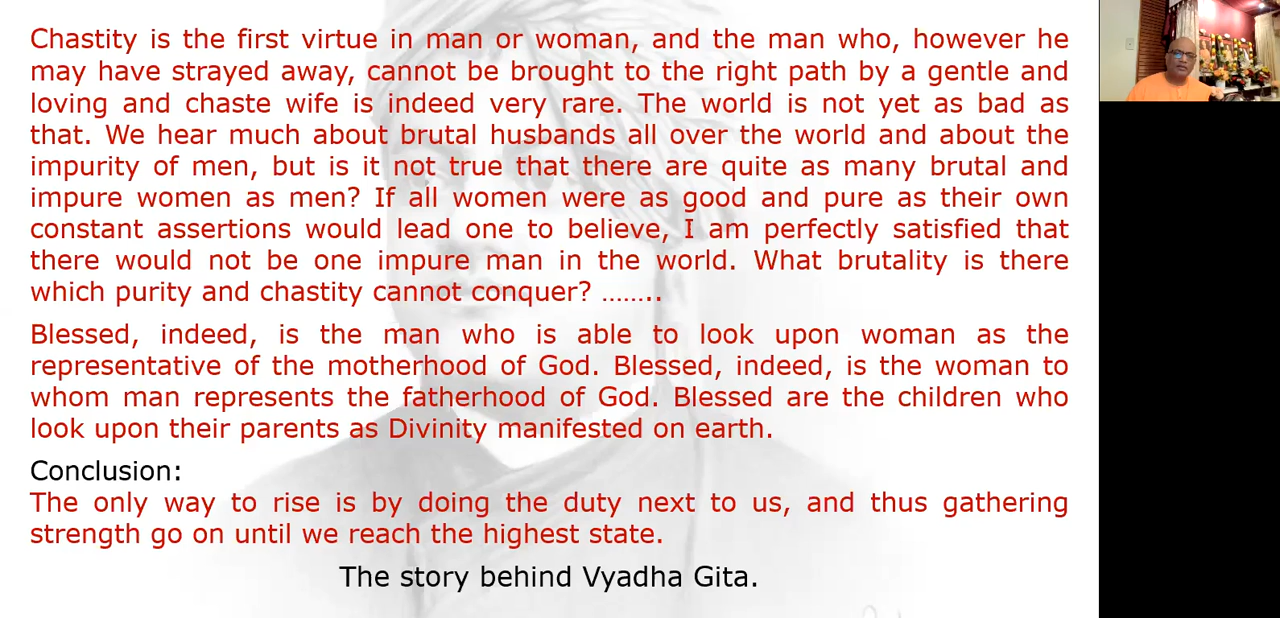 Chastity is the first virtue in man or woman, and the man who, however he
may have strayed away, cannot be brought to the right path by a gentle and
loving and chaste wife is indeed very rare. The world is not yet as bad as
that. We hear much about brutal husbands all over the world and about the
impurity of men, but is it not true that there are quite as many brutal and
impure women as men? If all women were as good and pure as their own
constant assertions would lead one to believe, I am perfectly satisfied that
there would not be one impure man in the world. What brutality is there
which purity and chastity cannot conquer? ........
Blessed, indeed, is the man who is able to look upon woman as the
representative of the motherhood of God. Blessed, indeed, is the woman to
whom man represents the fatherhood of God. Blessed are the children who
look upon their parents as Divinity manifested on earth.
Conclusion:
The only way to rise is by doing the duty next to us, and thus gathering
strength go on until we reach the highest state.
The story behind Vyadha Gita.